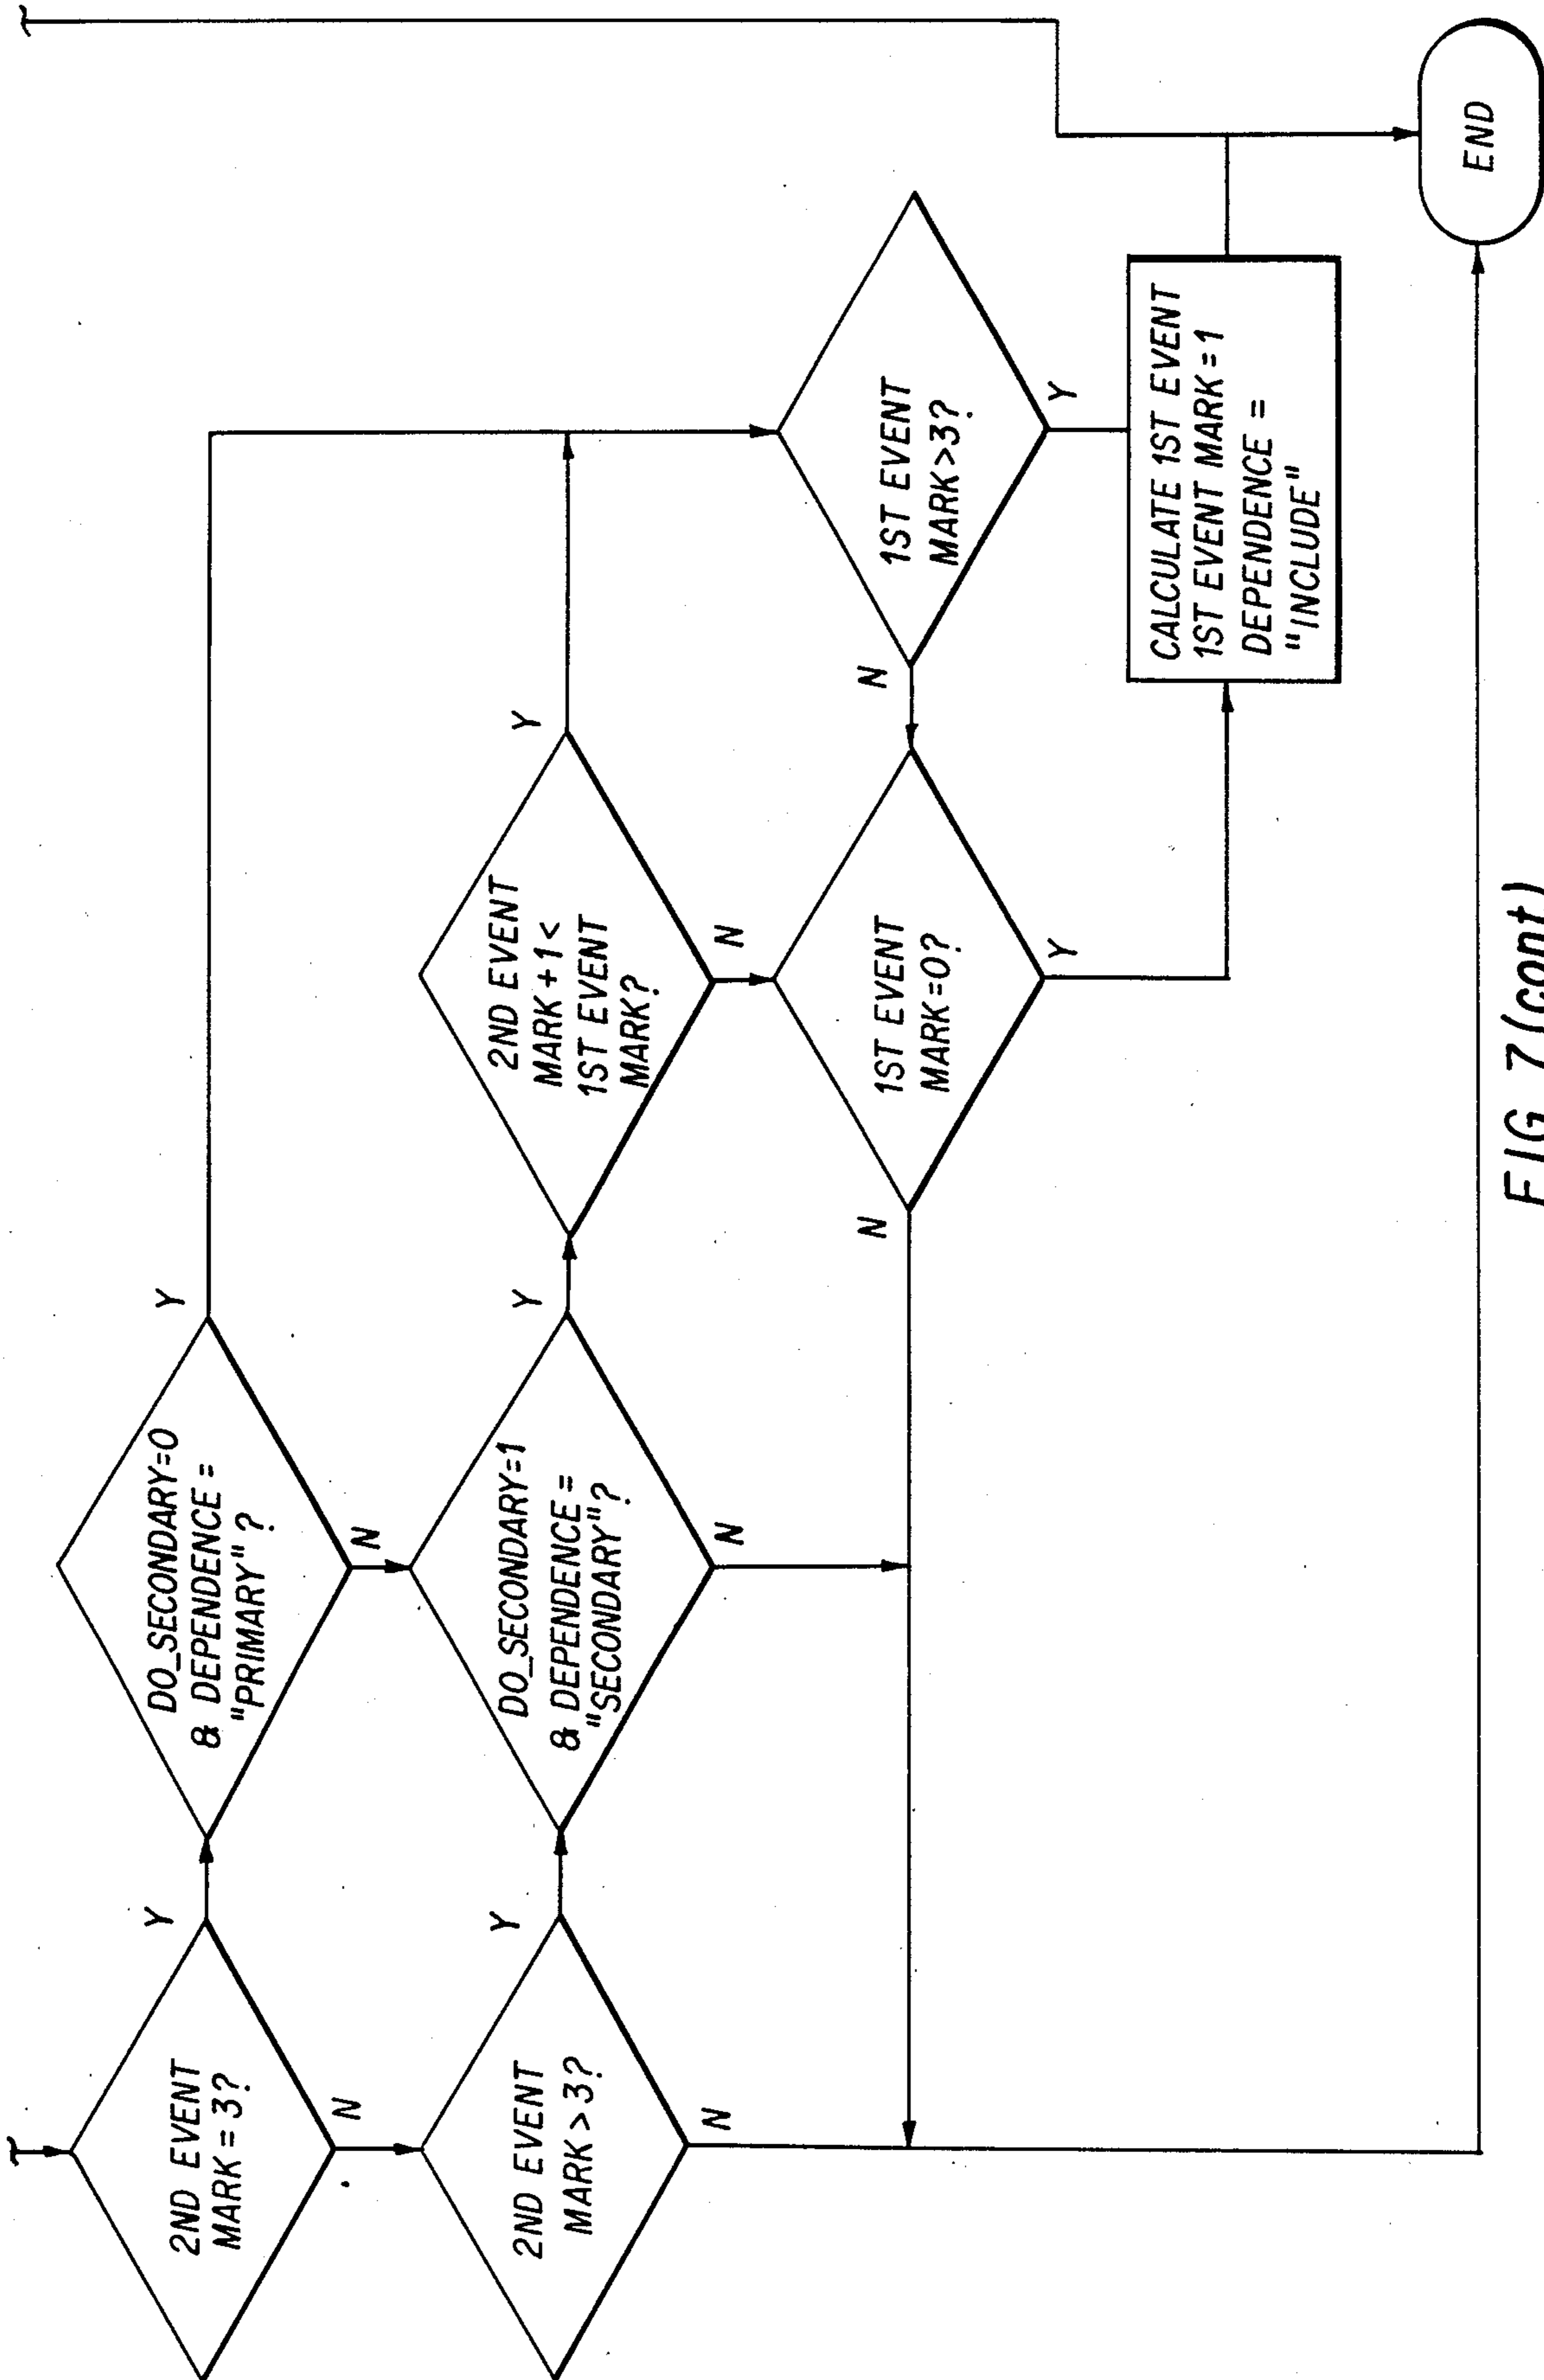 2ND EVENT
MARK = 3?
Y
N
DO_SECONDARY=0
& DEPENDENCE =
"PRIMARY" ?
Y
N
2ND EVENT
MARK > 3?
Y
N
DO_SECONDARY=1
& DEPENDENCE =
"SECONDARY" ?
Y
N
2ND EVENT
MARK+1<
1ST EVENT
MARK?
Y
N
1ST EVENT
MARK=0?
N
Y
1ST EVENT
MARK>3?
N
Y
CALCULATE 1ST EVENT
1ST EVENT MARK=1
DEPENDENCE =
"INCLUDE"
END
FIG 7(cont)